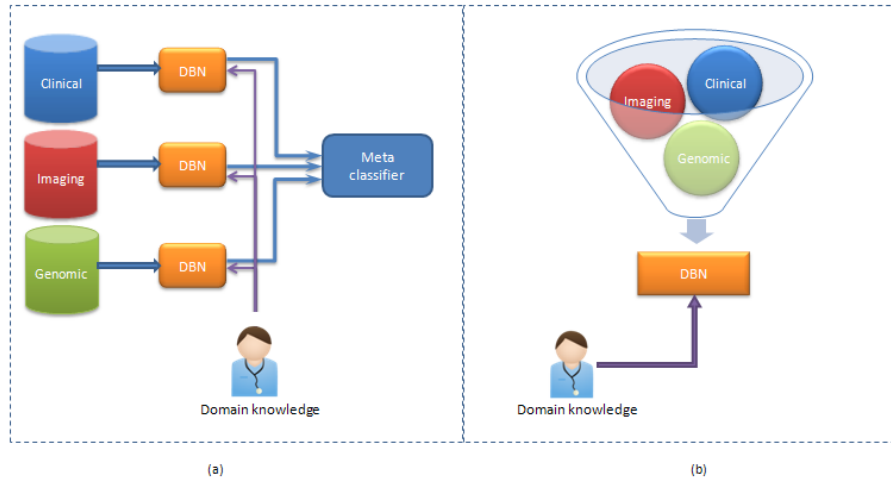 Clinical
DBN
Imaging
DBN
Meta
classifier
Genomic
DBN
Domain knowledge
(a)
Imaging
Clinical
Genomic
DBN
Domain knowledge
(b)